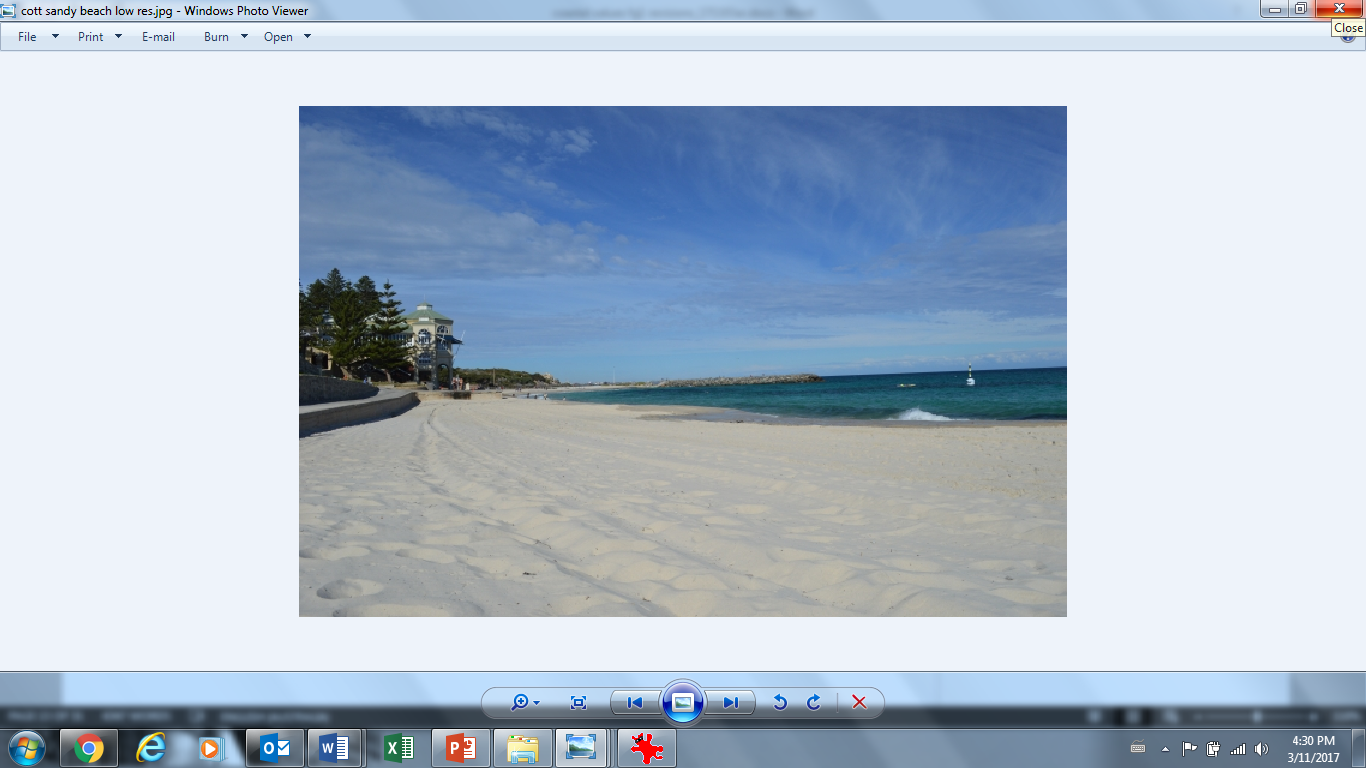 cott sandy beach low res.jpg - Windows Photo Viewer
File Print E-mail Burn Open
Close
4:30 PM
3/11/2017